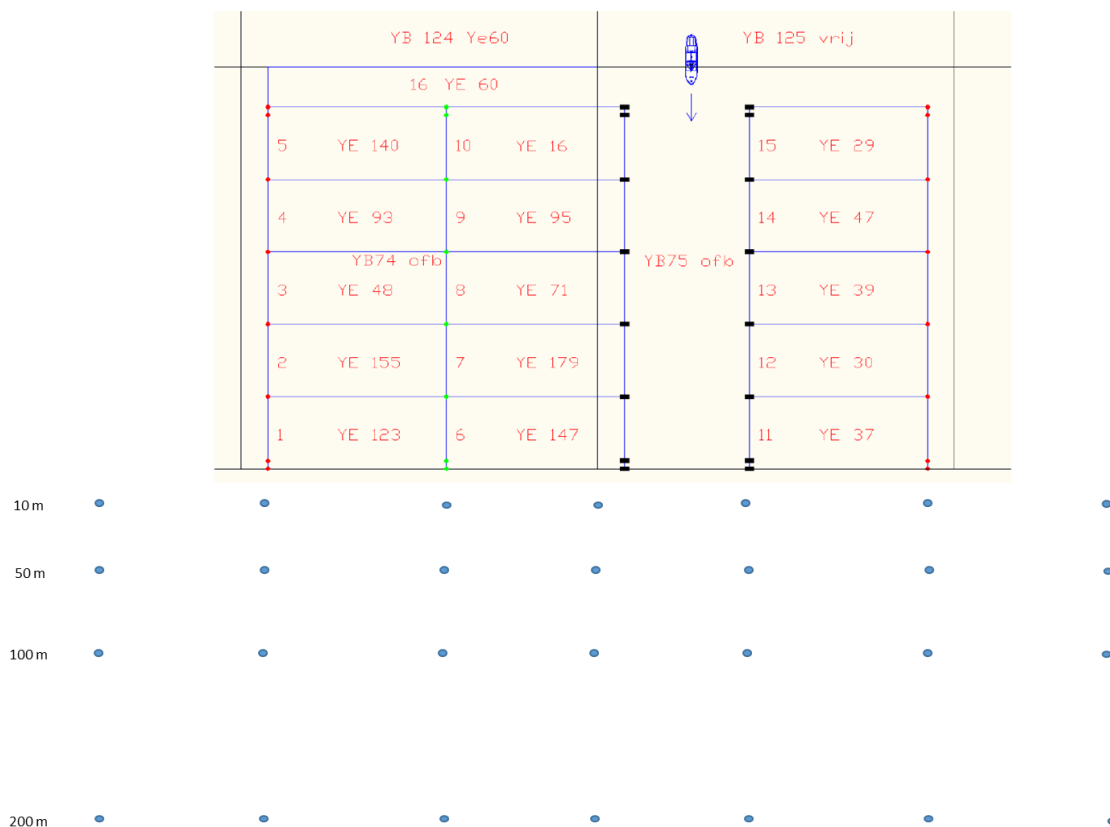 YB 124 Ye60 YB 125 vrij
16 YE 60
5 YE 140 10 YE 16 15 YE 29
4 YE 93 9 YE 95 14 YE 47
YB74 ofb YB75 ofb
3 YE 48 8 YE 71 13 YE 39
2 YE 155 7 YE 179 12 YE 30
1 YE 123 6 YE 147 11 YE 37
10 m
50 m
100 m
200 m